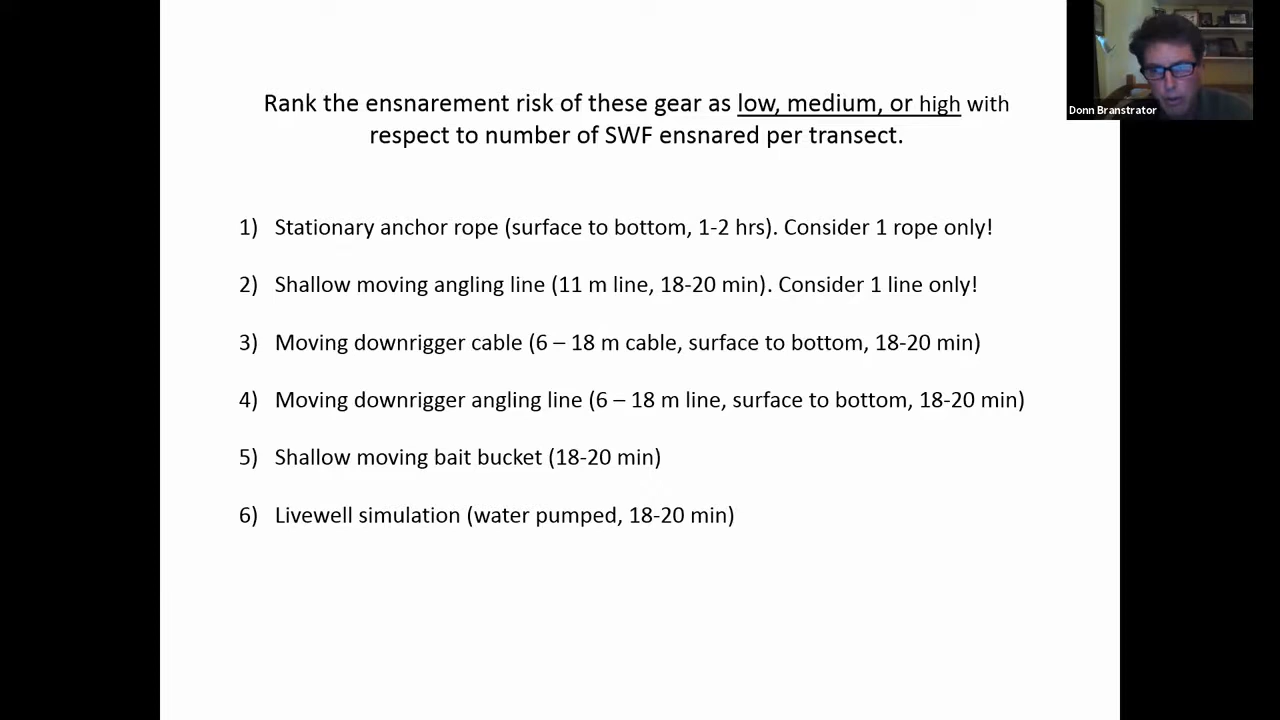 Rank the ensnarement risk of these gear as low, medium, or high with
respect to number of SWF ensnared per transect.
1) Stationary anchor rope (surface to bottom, 1-2 hrs). Consider 1 rope only!
2) Shallow moving angling line (11 m line, 18-20 min). Consider 1 line only!
3) Moving downrigger cable (6 – 18 m cable, surface to bottom, 18-20 min)
4) Moving downrigger angling line (6 – 18 m line, surface to bottom, 18-20 min)
5) Shallow moving bait bucket (18-20 min)
6) Livewell simulation (water pumped, 18-20 min)
Donn Branstrator